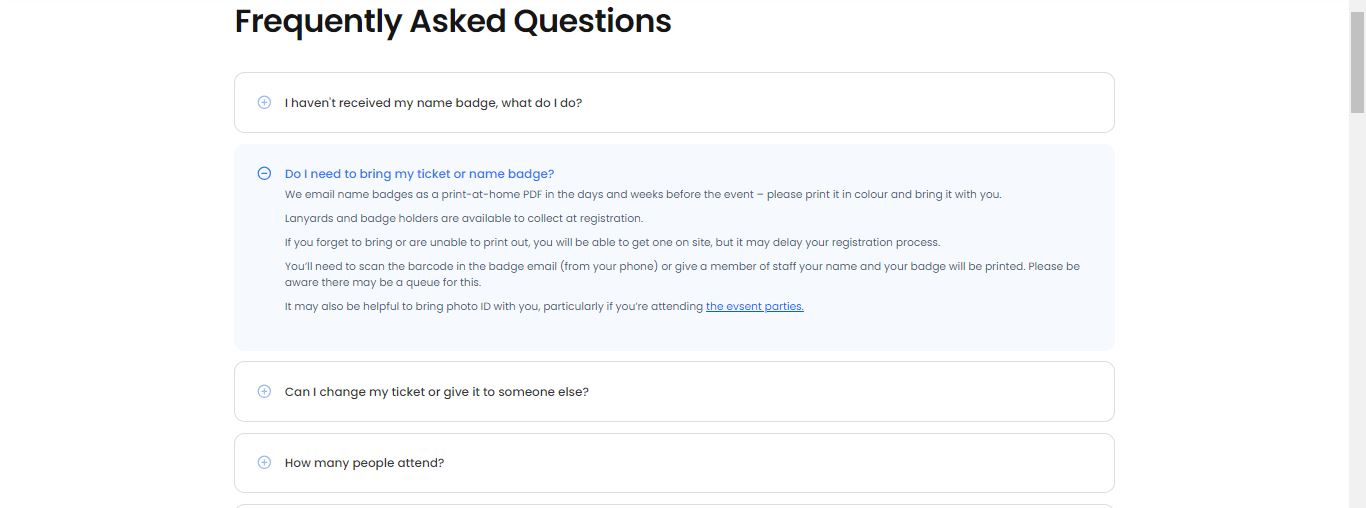 Frequently Asked Questions
I haven't received my name badge, what do I do?
Do I need to bring my ticket or name badge?
We email name badges as a print-at-home PDF in the days and weeks before the event – please print it in colour and bring it with you.
Lanyards and badge holders are available to collect at registration.
If you forget to bring or are unable to print out, you will be able to get one on site, but it may delay your registration process.
You’ll need to scan the barcode in the badge email (from your phone) or give a member of staff your name and your badge will be printed. Please be
aware there may be a queue for this.
It may also be helpful to bring photo ID with you, particularly if you’re attending the evsent parties.
Can I change my ticket or give it to someone else?
How many people attend?